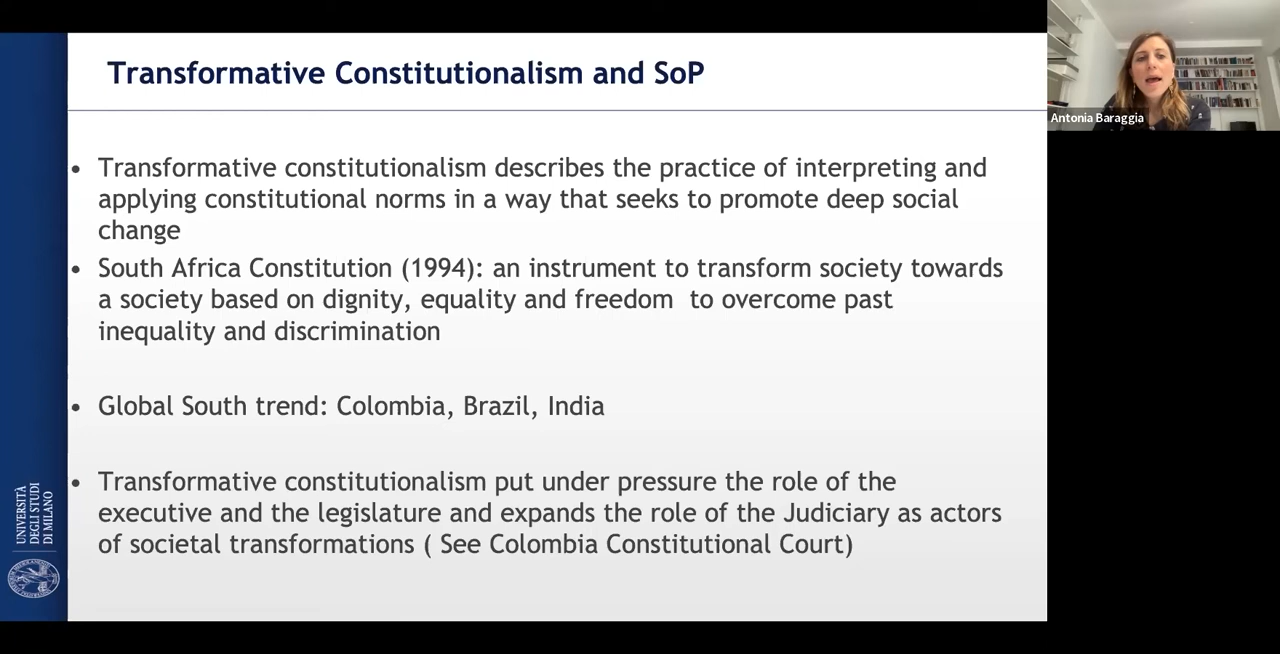 Transformative Constitutionalism and SoP
Antonia Baraggia
• Transformative constitutionalism describes the practice of interpreting and
applying constitutional norms in a way that seeks to promote deep social
change
• South Africa Constitution (1994): an instrument to transform society towards
a society based on dignity, equality and freedom  to overcome past
inequality and discrimination
• Global South trend: Colombia, Brazil, India
• Transformative constitutionalism put under pressure the role of the
executive and the legislature and expands the role of the Judiciary as actors
of societal transformations ( See Colombia Constitutional Court)
UNIVERSITÀ
DEGLI STUDI
DI MILANO